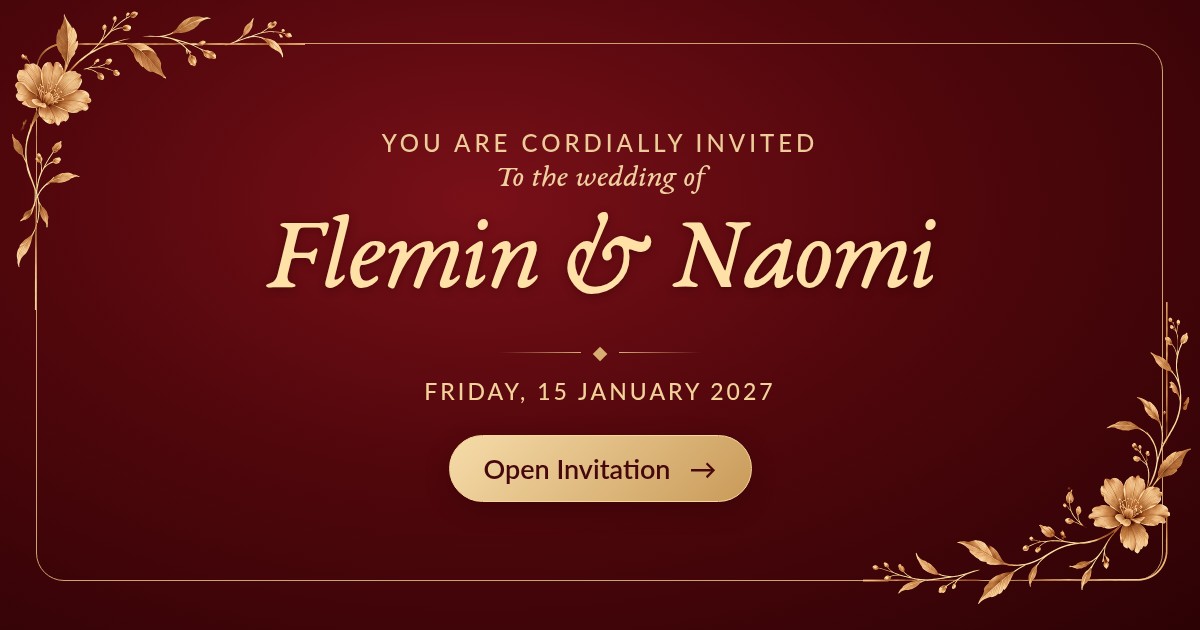 YOU ARE CORDIALLY INVITED
To the wedding of
Flemin & Naomi
FRIDAY, 15 JANUARY 2027
Open Invitation →